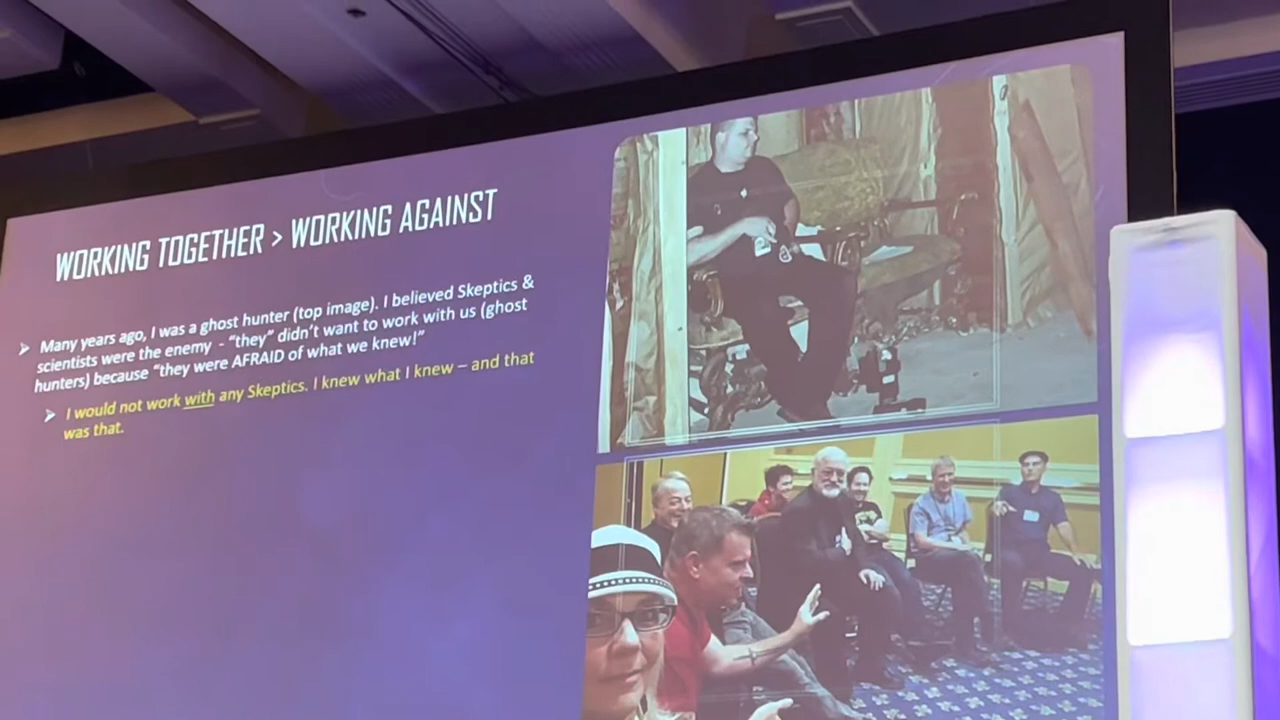 WORKING TOGETHER > WORKING AGAINST
➢ Many years ago, I was a ghost hunter (top image). I believed Skeptics &
scientists were the enemy - “they” didn’t want to work with us (ghost
hunters) because “they were AFRAID of what we knew!”
➢ I would not work with any Skeptics. I knew what I knew – and that
was that.